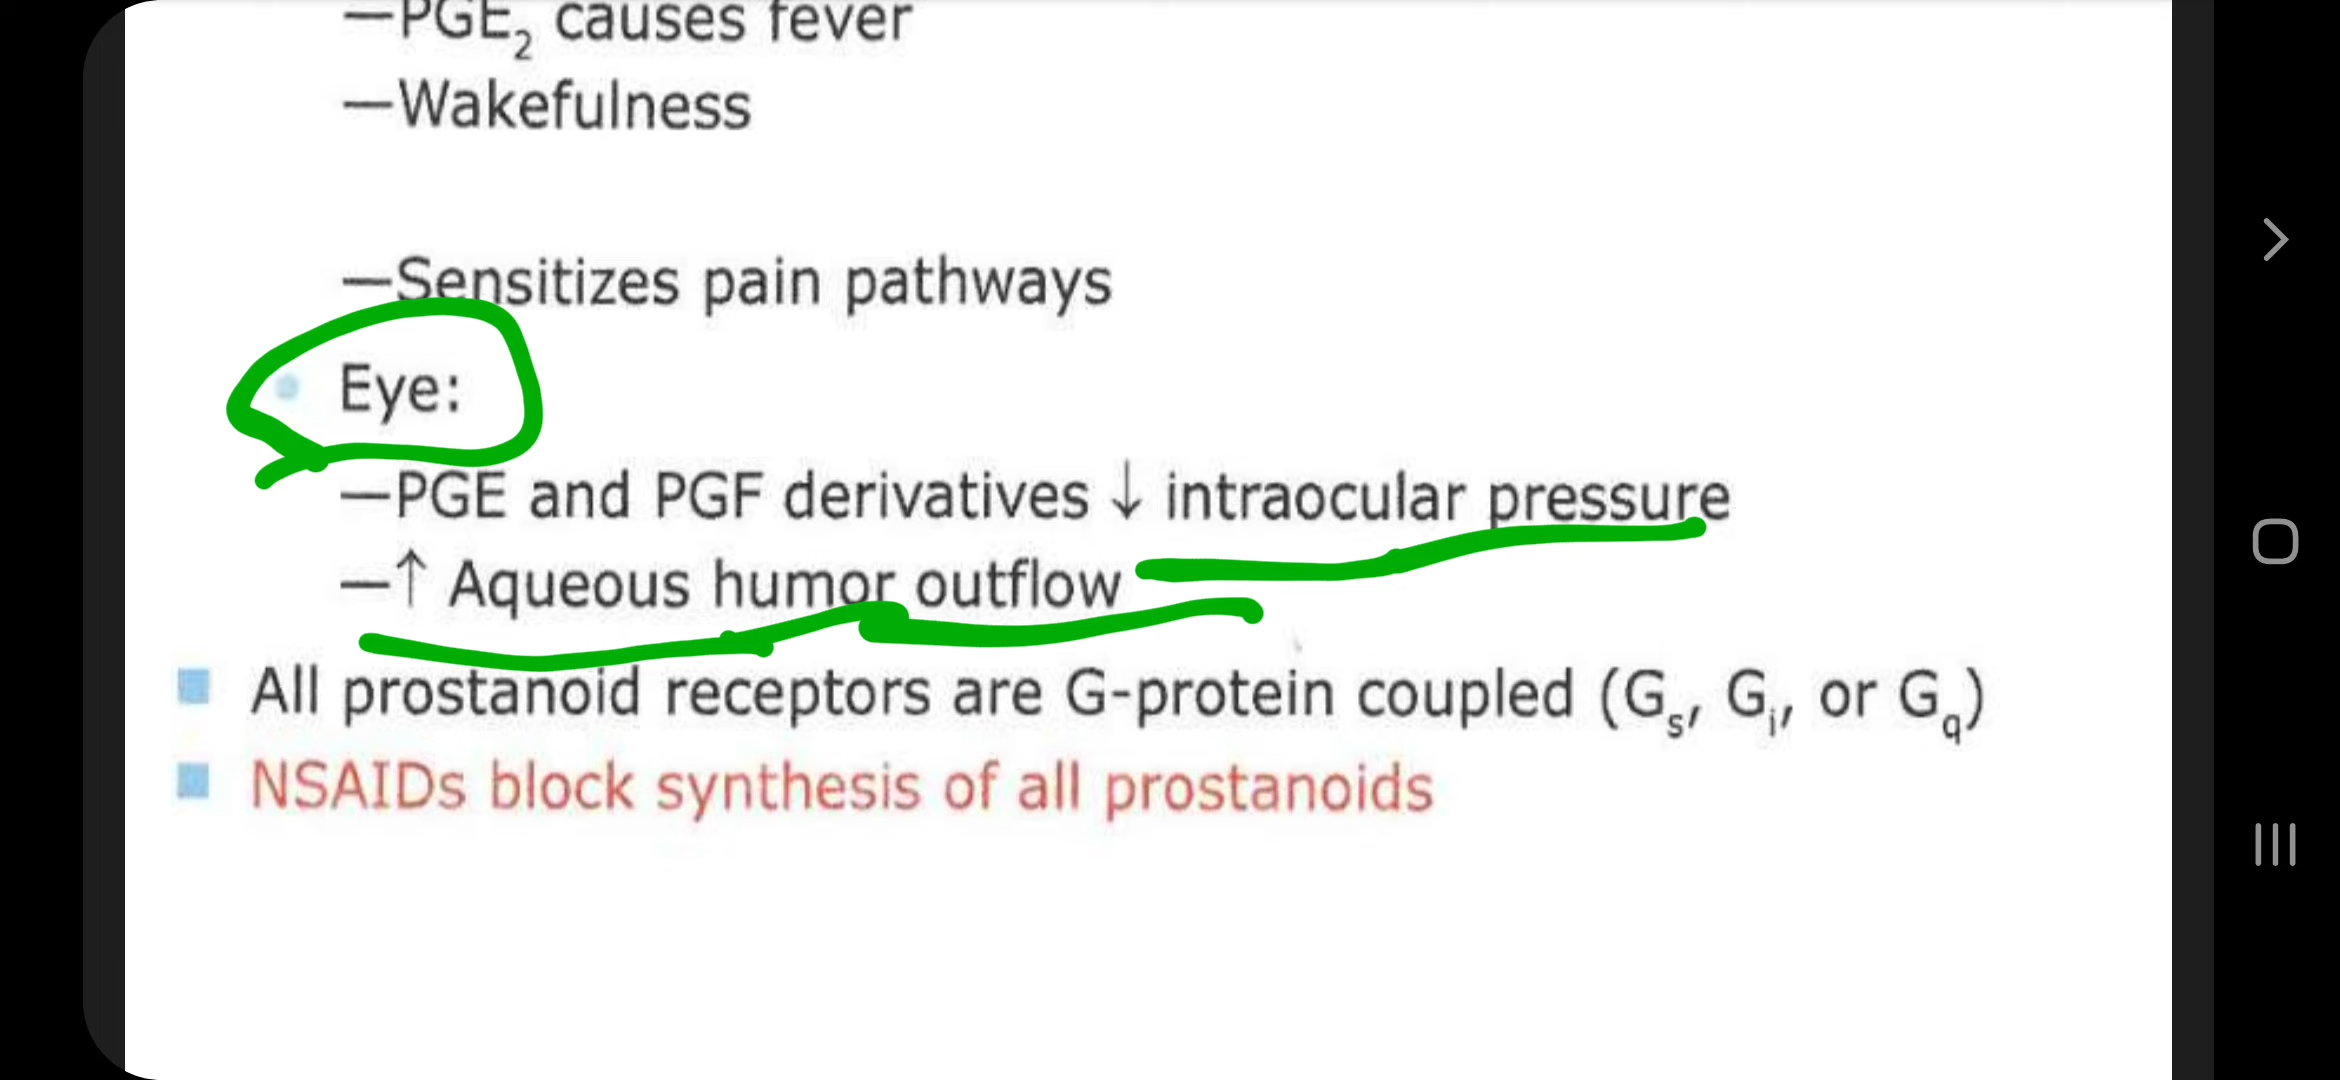 —PGE₂ causes fever
—Wakefulness
—Sensitizes pain pathways
• Eye:
—PGE and PGF derivatives ↓ intraocular pressure
—↑ Aqueous humor outflow
■ All prostanoid receptors are G-protein coupled (Gs, Gi, or Gq)
■ NSAIDs block synthesis of all prostanoids